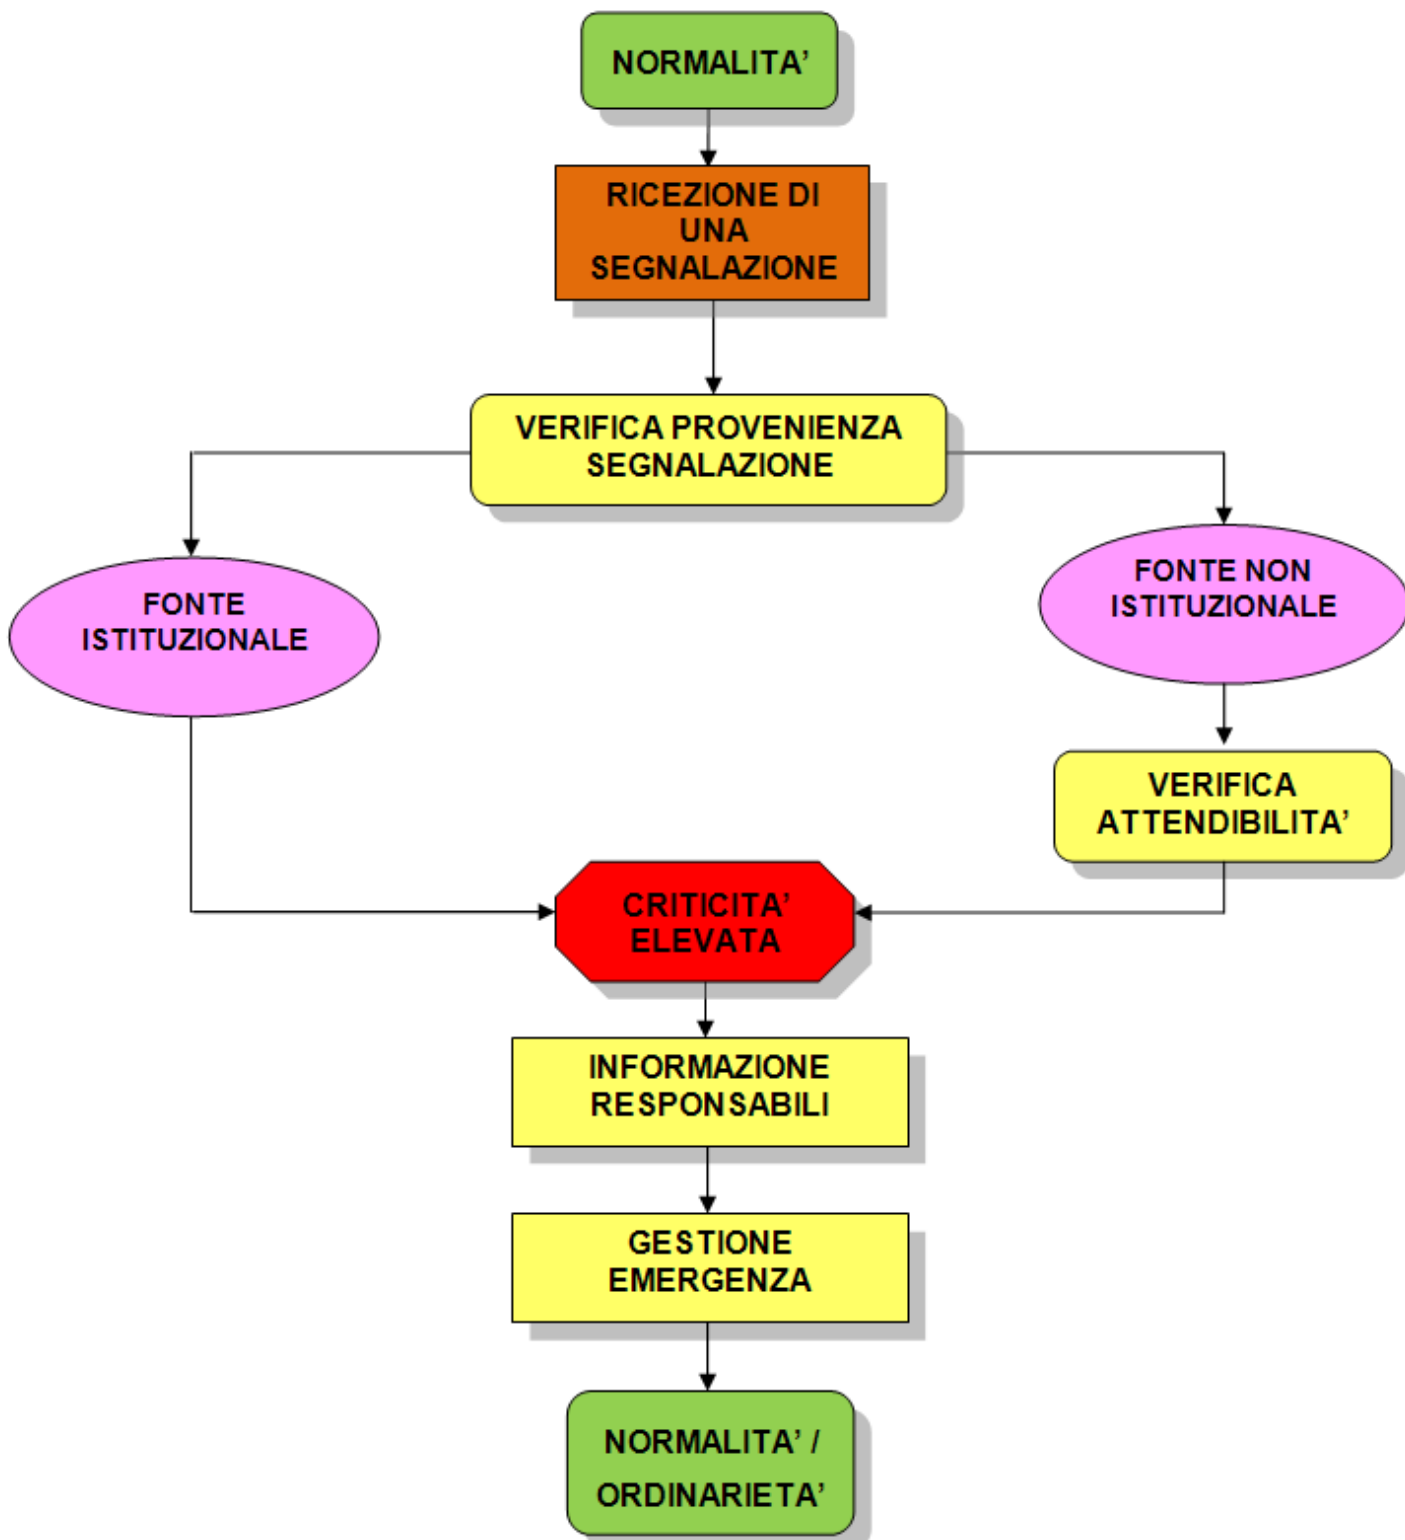 NORMALITA’
RICEZIONE DI
UNA
SEGNALAZIONE
VERIFICA PROVENIENZA
SEGNALAZIONE
FONTE
ISTITUZIONALE
FONTE NON
ISTITUZIONALE
VERIFICA
ATTENDIBILITA’
CRITICITA’
ELEVATA
INFORMAZIONE
RESPONSABILI
GESTIONE
EMERGENZA
NORMALITA’ /
ORDINARIETA’